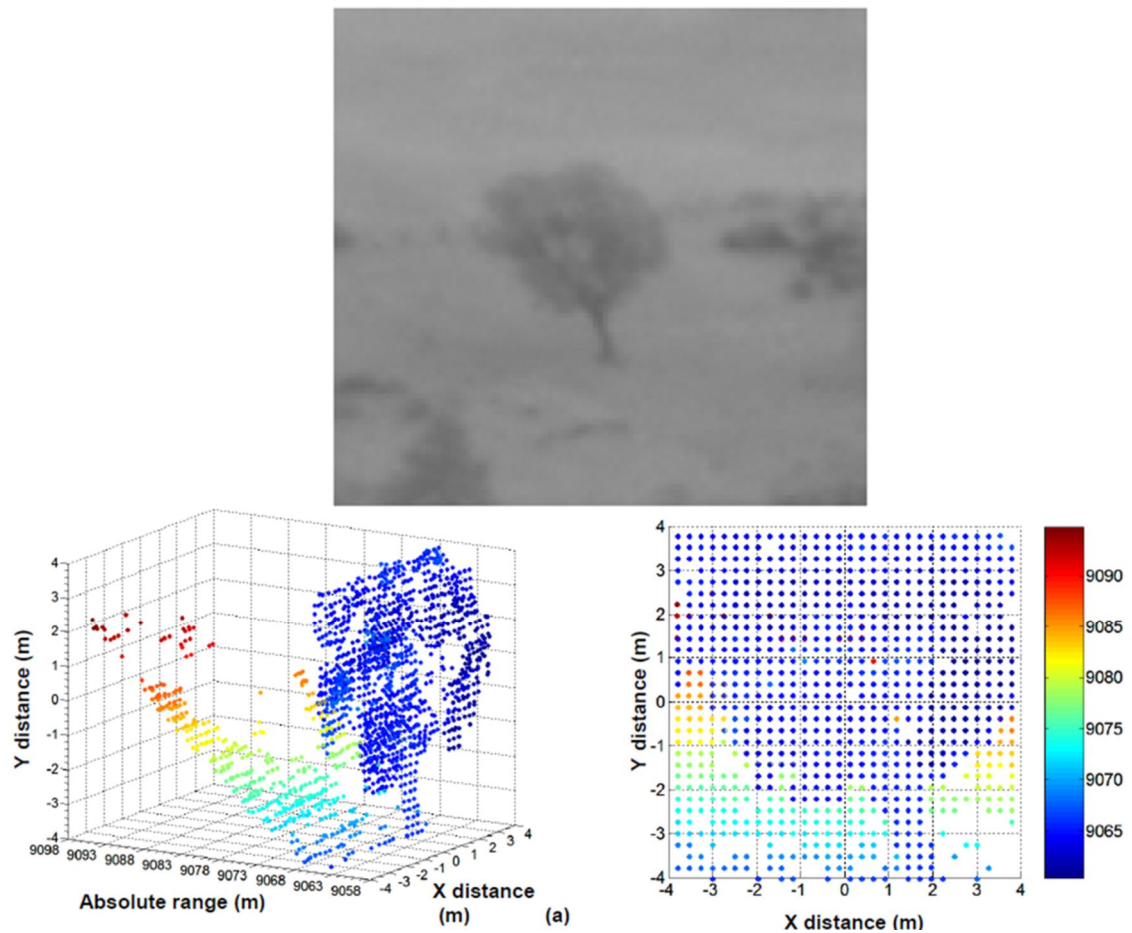 4
3
2
1
0
-1
-2
-3
-4
Y distance (m)
9098 9093 9088 9083 9078 9073 9068 9063 9058
Absolute range (m)
-4 -3 -2 -1 0 1 2 3 4
X distance
(m)
(a)
4
3
2
1
0
-1
-2
-3
-4
Y distance (m)
-4 -3 -2 -1 0 1 2 3 4
X distance (m)
9090
9085
9080
9075
9070
9065